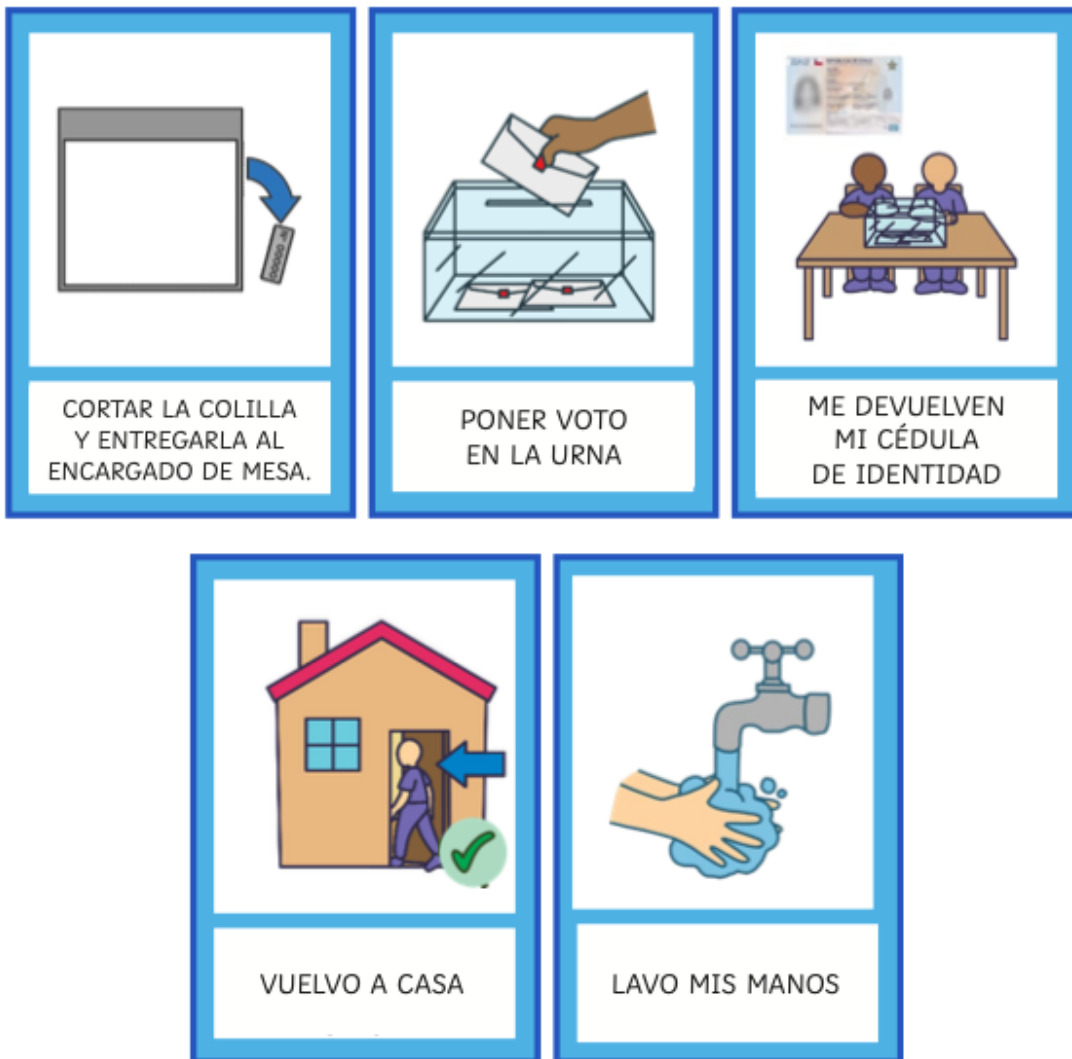 CORTAR LA COLILLA
Y ENTREGARLA AL
ENCARGADO DE MESA.
PONER VOTO
EN LA URNA
ME DEVUELVEN
MI CÉDULA
DE IDENTIDAD
VUELVO A CASA
LAVO MIS MANOS